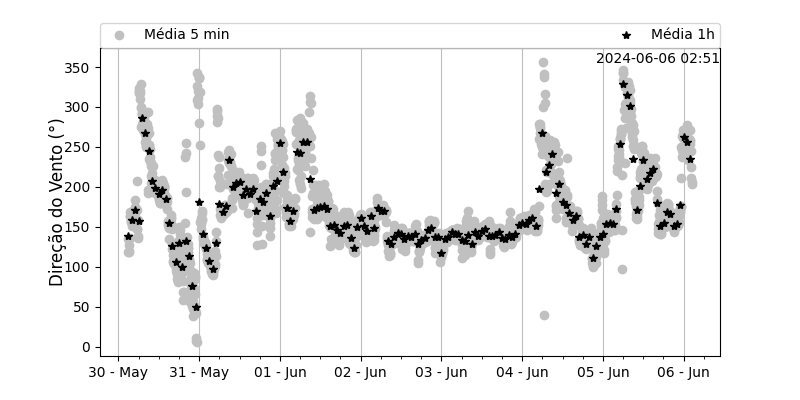 Média 5 min
Média 1h
2024-06-06 02:51
Direção do Vento (°)
350
300
250
200
150
100
50
0
30 - May
31 - May
01 - Jun
02 - Jun
03 - Jun
04 - Jun
05 - Jun
06 - Jun